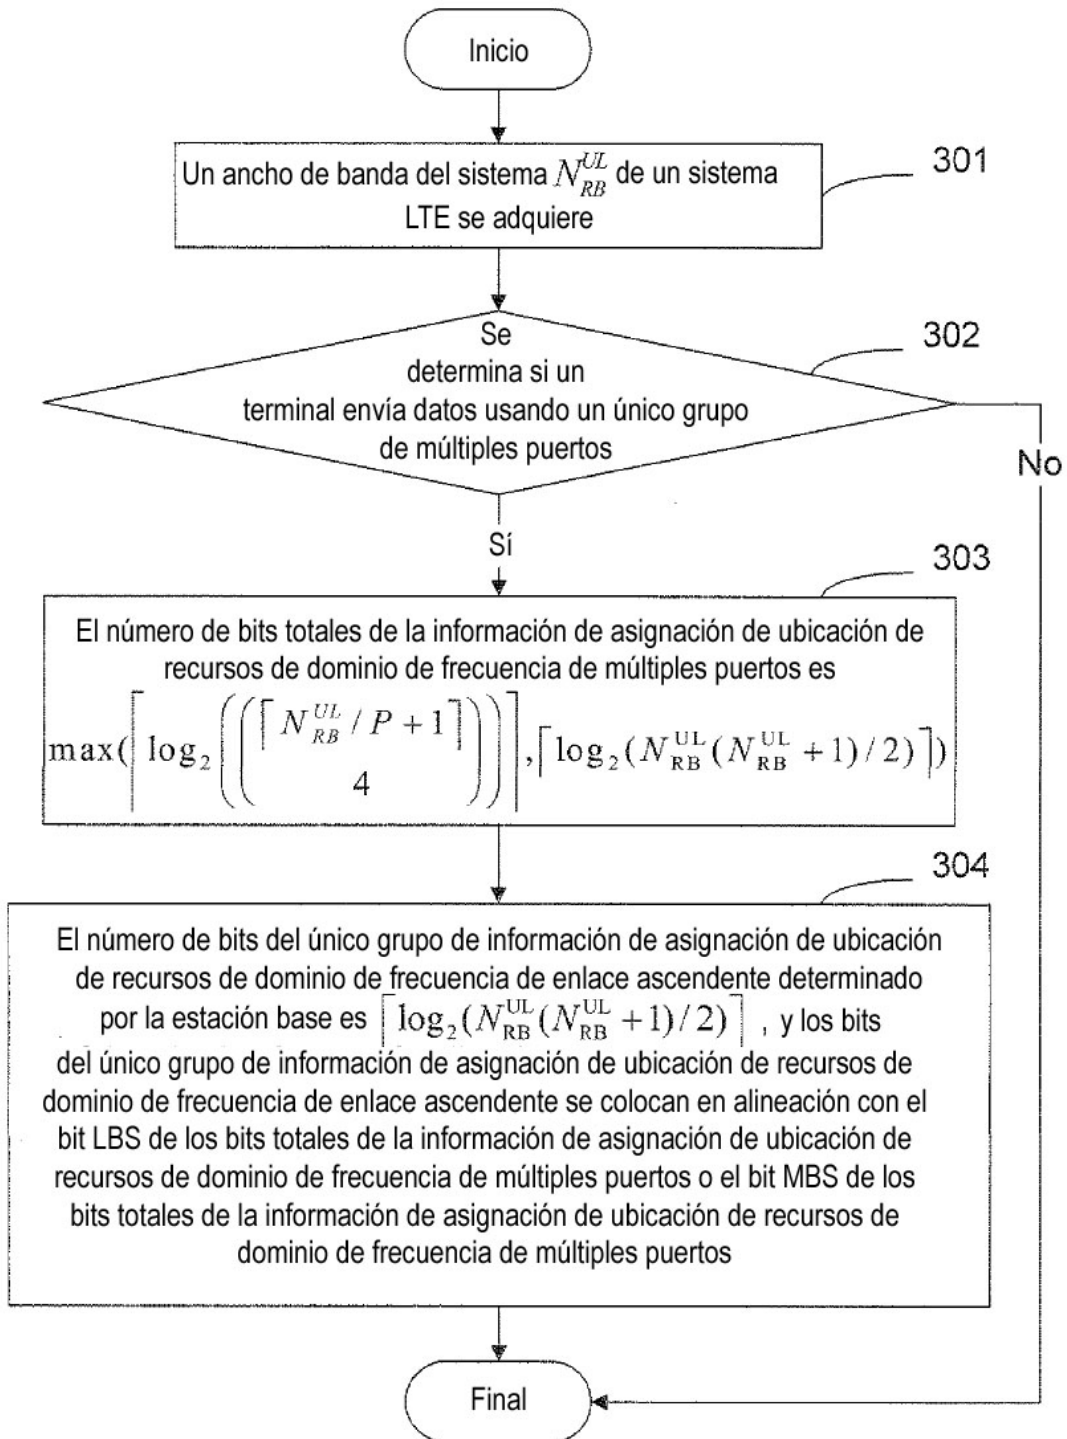 Inicio
Un ancho de banda del sistema $N_{RB}^{UL}$ de un sistema
LTE se adquiere
301
Se
determina si un
terminal envía datos usando un único grupo
de múltiples puertos
302
No
Sí
303
El número de bits totales de la información de asignación de ubicación de
recursos de dominio de frecuencia de múltiples puertos es
$\max(\left\lceil \log_2 \left( \left( \begin{pmatrix} \lceil N_{RB}^{UL} / P + 1 \rceil \\ 4 \end{pmatrix} \right) \right) \right\rceil, \lceil \log_2(N_{RB}^{UL}(N_{RB}^{UL} + 1)/2) \rceil)$
304
El número de bits del único grupo de información de asignación de ubicación
de recursos de dominio de frecuencia de enlace ascendente determinado
por la estación base es $\lceil \log_2(N_{RB}^{UL}(N_{RB}^{UL} + 1)/2) \rceil$ , y los bits
del único grupo de información de asignación de ubicación de recursos de
dominio de frecuencia de enlace ascendente se colocan en alineación con el
bit LBS de los bits totales de la información de asignación de ubicación de
recursos de dominio de frecuencia de múltiples puertos o el bit MBS de los
bits totales de la información de asignación de ubicación de recursos de
dominio de frecuencia de múltiples puertos
Final